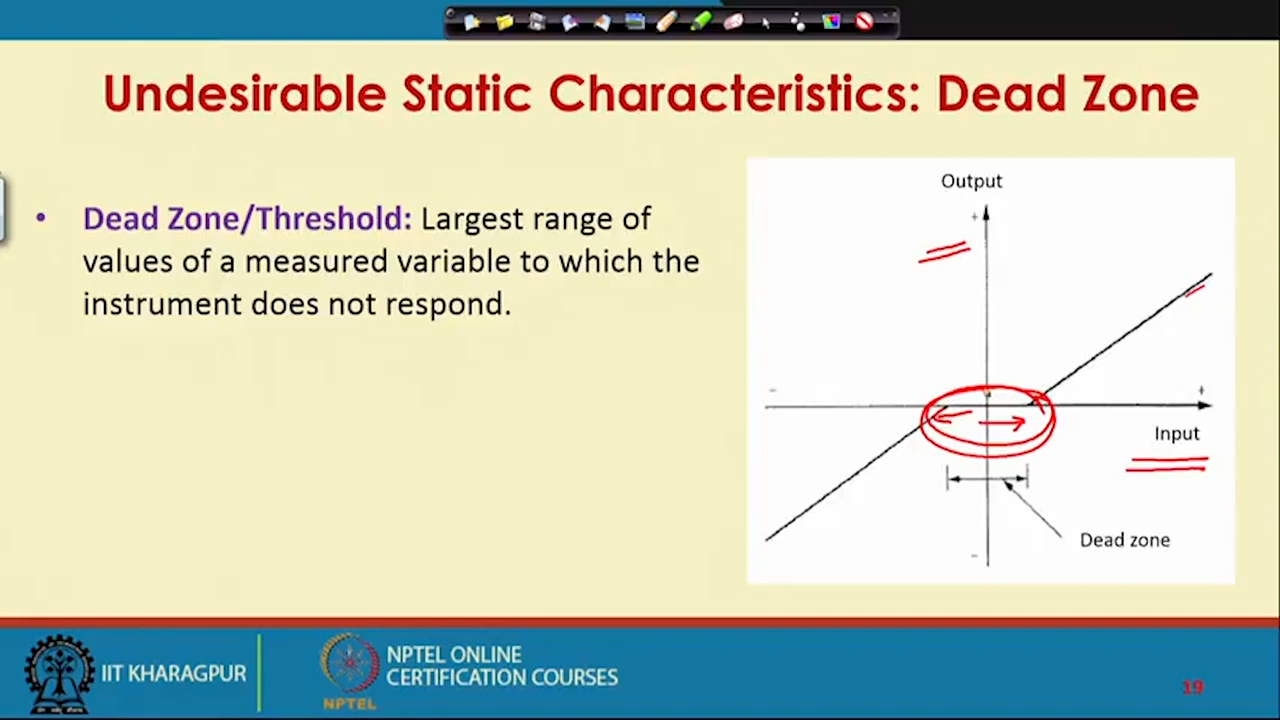 Undesirable Static Characteristics: Dead Zone
• Dead Zone/Threshold: Largest range of
values of a measured variable to which the
instrument does not respond.
Output
+
-
+
Input
Dead zone
-
IIT KHARAGPUR
NPTEL ONLINE
CERTIFICATION COURSES
NPTEL
19